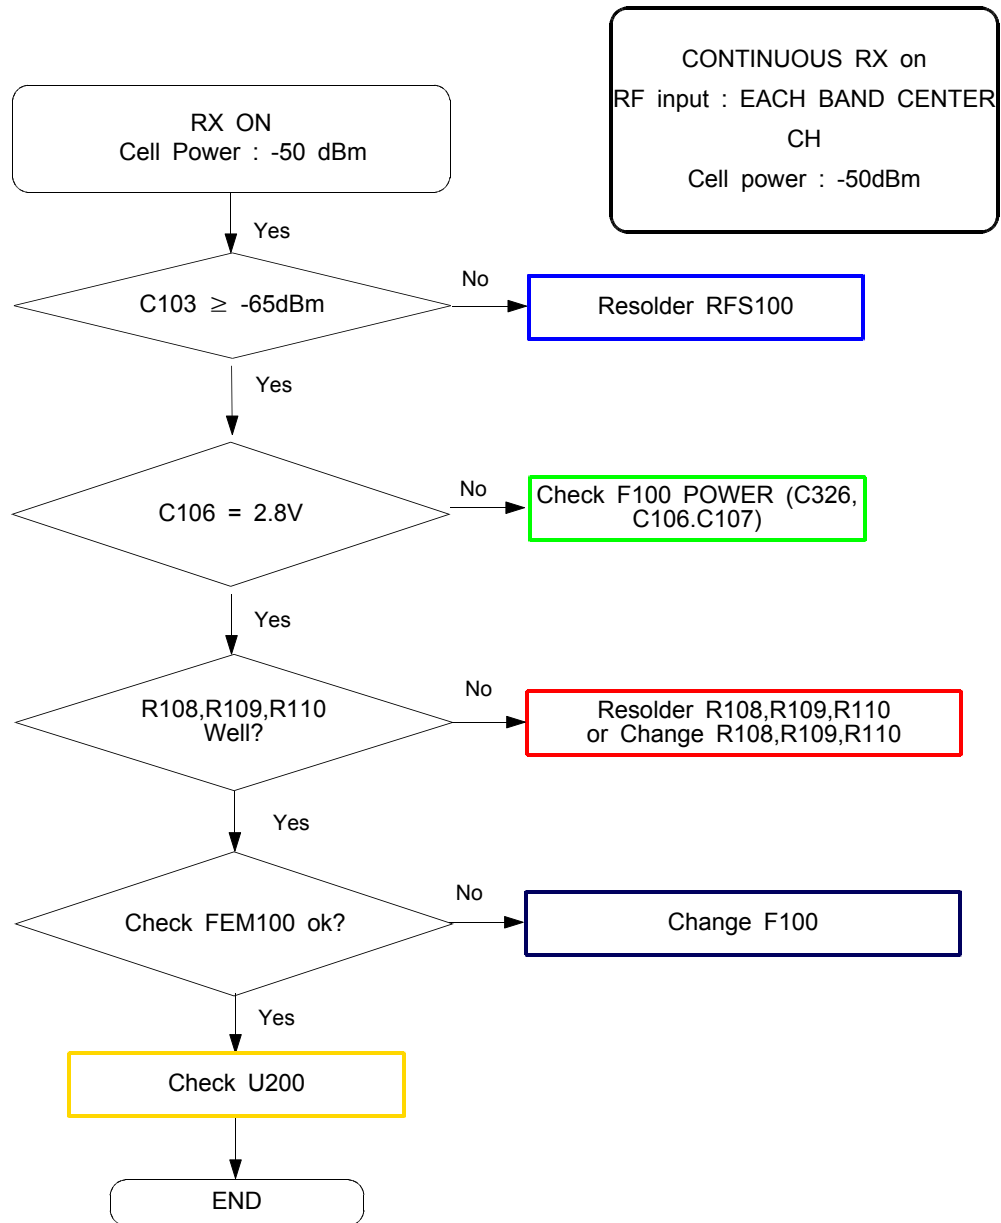 CONTINUOUS RX on
RF input : EACH BAND CENTER
CH
Cell power : -50dBm
RX ON
Cell Power : -50 dBm
Yes
C103 ≥ -65dBm
No
Resolder RFS100
Yes
C106 = 2.8V
No
Check F100 POWER (C326,
C106.C107)
Yes
R108,R109,R110
Well?
No
Resolder R108,R109,R110
or Change R108,R109,R110
Yes
Check FEM100 ok?
No
Change F100
Yes
Check U200
END